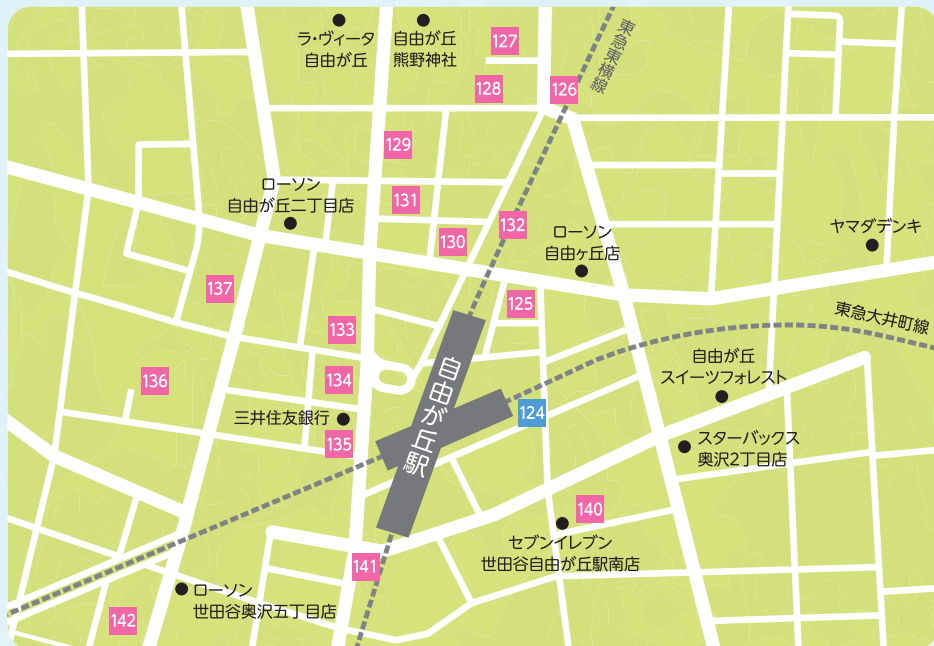 ラ・ヴィータ
自由が丘
自由が丘
熊野神社
127
東急東横線
128
126
129
ローソン
自由が丘二丁目店
131
130
132
ローソン
自由ヶ丘店
ヤマダデンキ
137
125
133
東急大井町線
自由が丘駅
自由が丘
スイーツフォレスト
136
134
三井住友銀行
135
124
スターバックス
奥沢2丁目店
140
セブンイレブン
世田谷自由が丘駅南店
141
ローソン
世田谷奥沢五丁目店
142